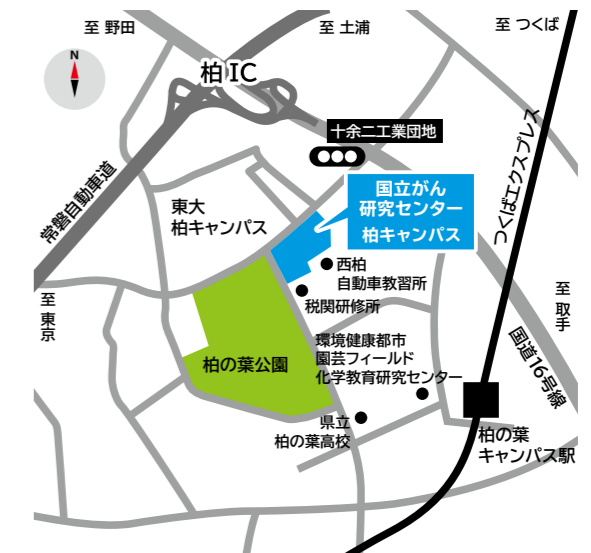 至 野田
至 土浦
至 つくば
N
柏 IC
十余二工業団地
国立がん
研究センター
柏キャンパス
つくばエクスプレス
常磐自動車道
東大
柏キャンパス
西柏
自動車教習所
税関研修所
至 東京
至 取手
環境健康都市
園芸フィールド
化学教育研究センター
国道16号線
柏の葉公園
県立
柏の葉高校
柏の葉
キャンパス駅